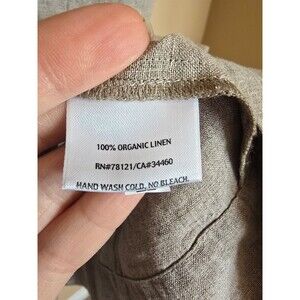 100% ORGANIC LINEN
RN#78121/CA#34460
HAND WASH COLD. NO BLEACH.